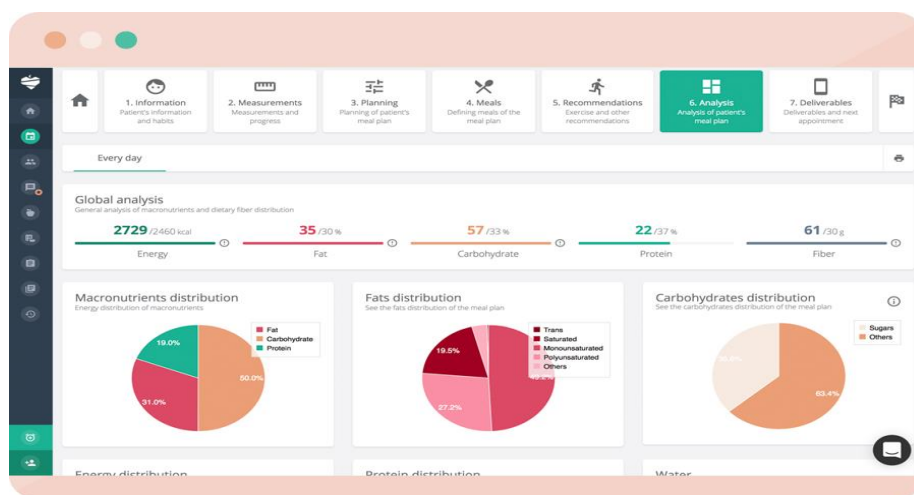 1. Information
Patient's information
and habits
2. Measurements
Measurements and
progress
3. Planning
Planning of patient's
meal plan
4. Meals
Defining meals of the
meal plan
5. Recommendations
Exercise and other
recommendations
6. Analysis
Analysis of patient's
meal plan
7. Deliverables
Deliverables and next
appointment
Every day
Global analysis
General analysis of macronutrients and dietary fiber distribution
2729 /2460 kcal
Energy
35 /30 %
Fat
57 /33 %
Carbohydrate
22 /37 %
Protein
61 /30 g
Fiber
Macronutrients distribution
Energy distribution of macronutrients
Fat
Carbohydrate
Protein
19.0%
50.0%
31.0%
Fats distribution
See the fats distribution of the meal plan
Trans
Saturated
Monounsaturated
Polyunsaturated
Others
19.5%
27.2%
Carbohydrates distribution
See the carbohydrates distribution of the meal plan
Sugars
Others
63.4%
Energy distribution
Protein distribution
Water